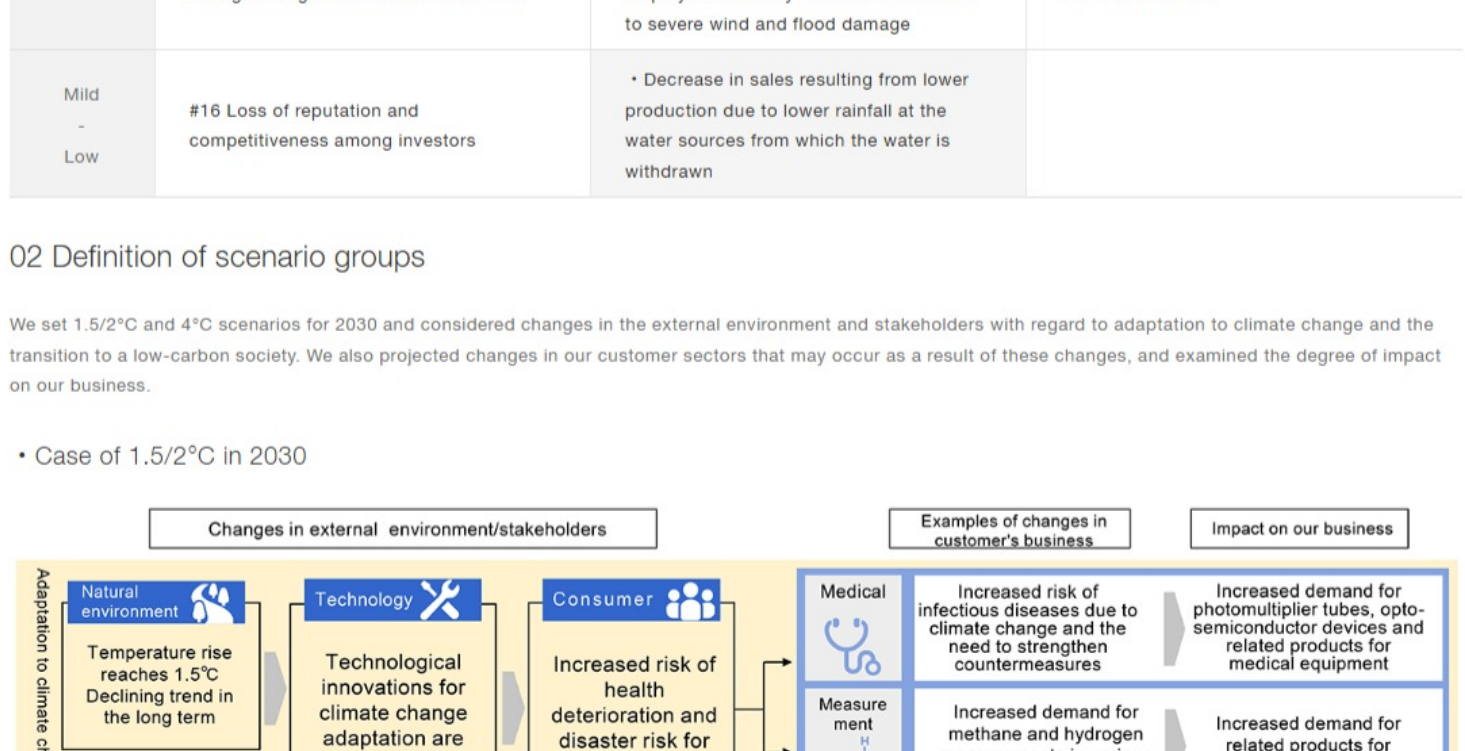 to severe wind and flood damage
Mild
-
Low
#16 Loss of reputation and
competitiveness among investors
・Decrease in sales resulting from lower
production due to lower rainfall at the
water sources from which the water is
withdrawn
02 Definition of scenario groups
We set 1.5/2°C and 4°C scenarios for 2030 and considered changes in the external environment and stakeholders with regard to adaptation to climate change and the
transition to a low-carbon society. We also projected changes in our customer sectors that may occur as a result of these changes, and examined the degree of impact
on our business.
・Case of 1.5/2°C in 2030
Changes in external environment/stakeholders
Examples of changes in
customer's business
Impact on our business
Adaptation to climate
Natural
environment
Temperature rise
reaches 1.5℃
Declining trend in
the long term
Technology
Technological
innovations for
climate change
adaptation are
Consumer
Increased risk of
health
deterioration and
disaster risk for
Medical
Increased risk of
infectious diseases due to
climate change and the
need to strengthen
countermeasures
Increased demand for
photomultiplier tubes, opto-
semiconductor devices and
related products for
medical equipment
Measure
ment
H
Increased demand for
methane and hydrogen
Increased demand for
related products for